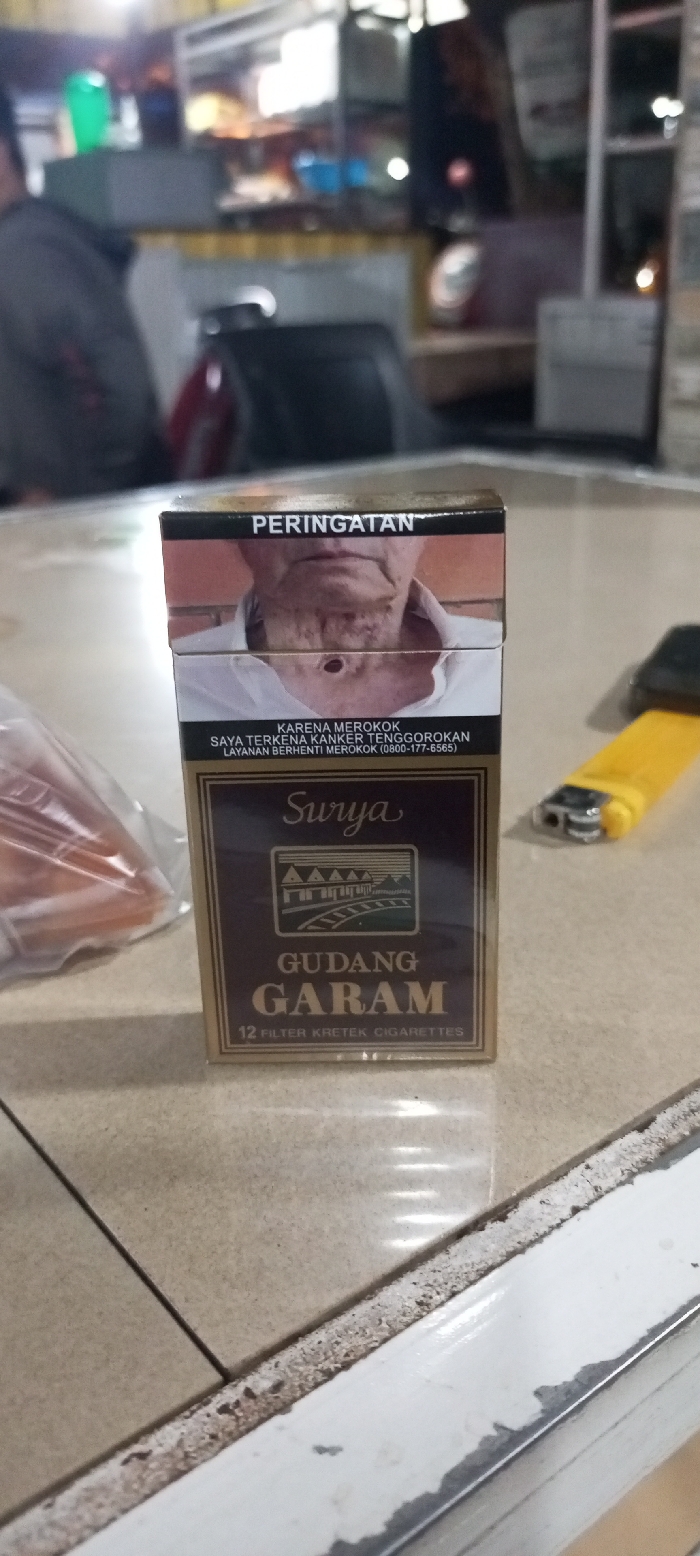 PERINGATAN
KARENA MEROKOK
SAYA TERKENA KANKER TENGGOROKAN
LAYANAN BERHENTI MEROKOK (0800-177-6565)
Surya
GUDANG
GARAM
12 FILTER KRETEK CIGARETTES